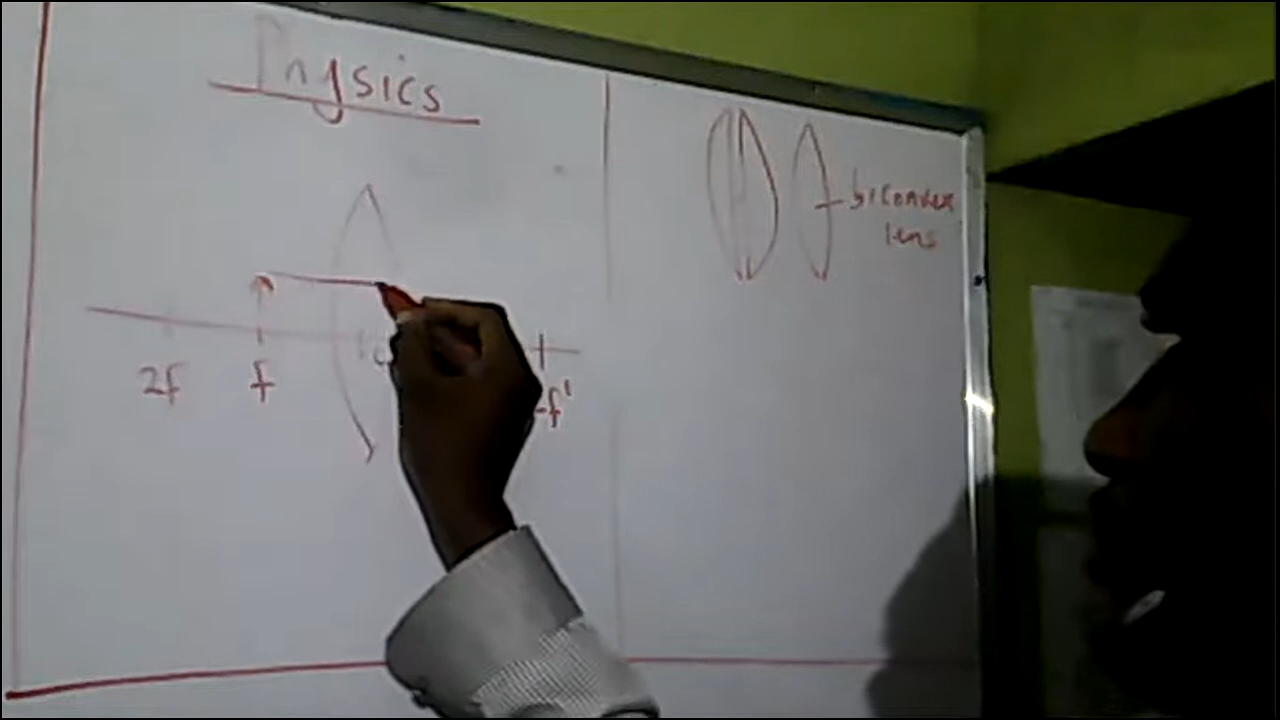 Physics
biconvex
lens
2f
f
f'